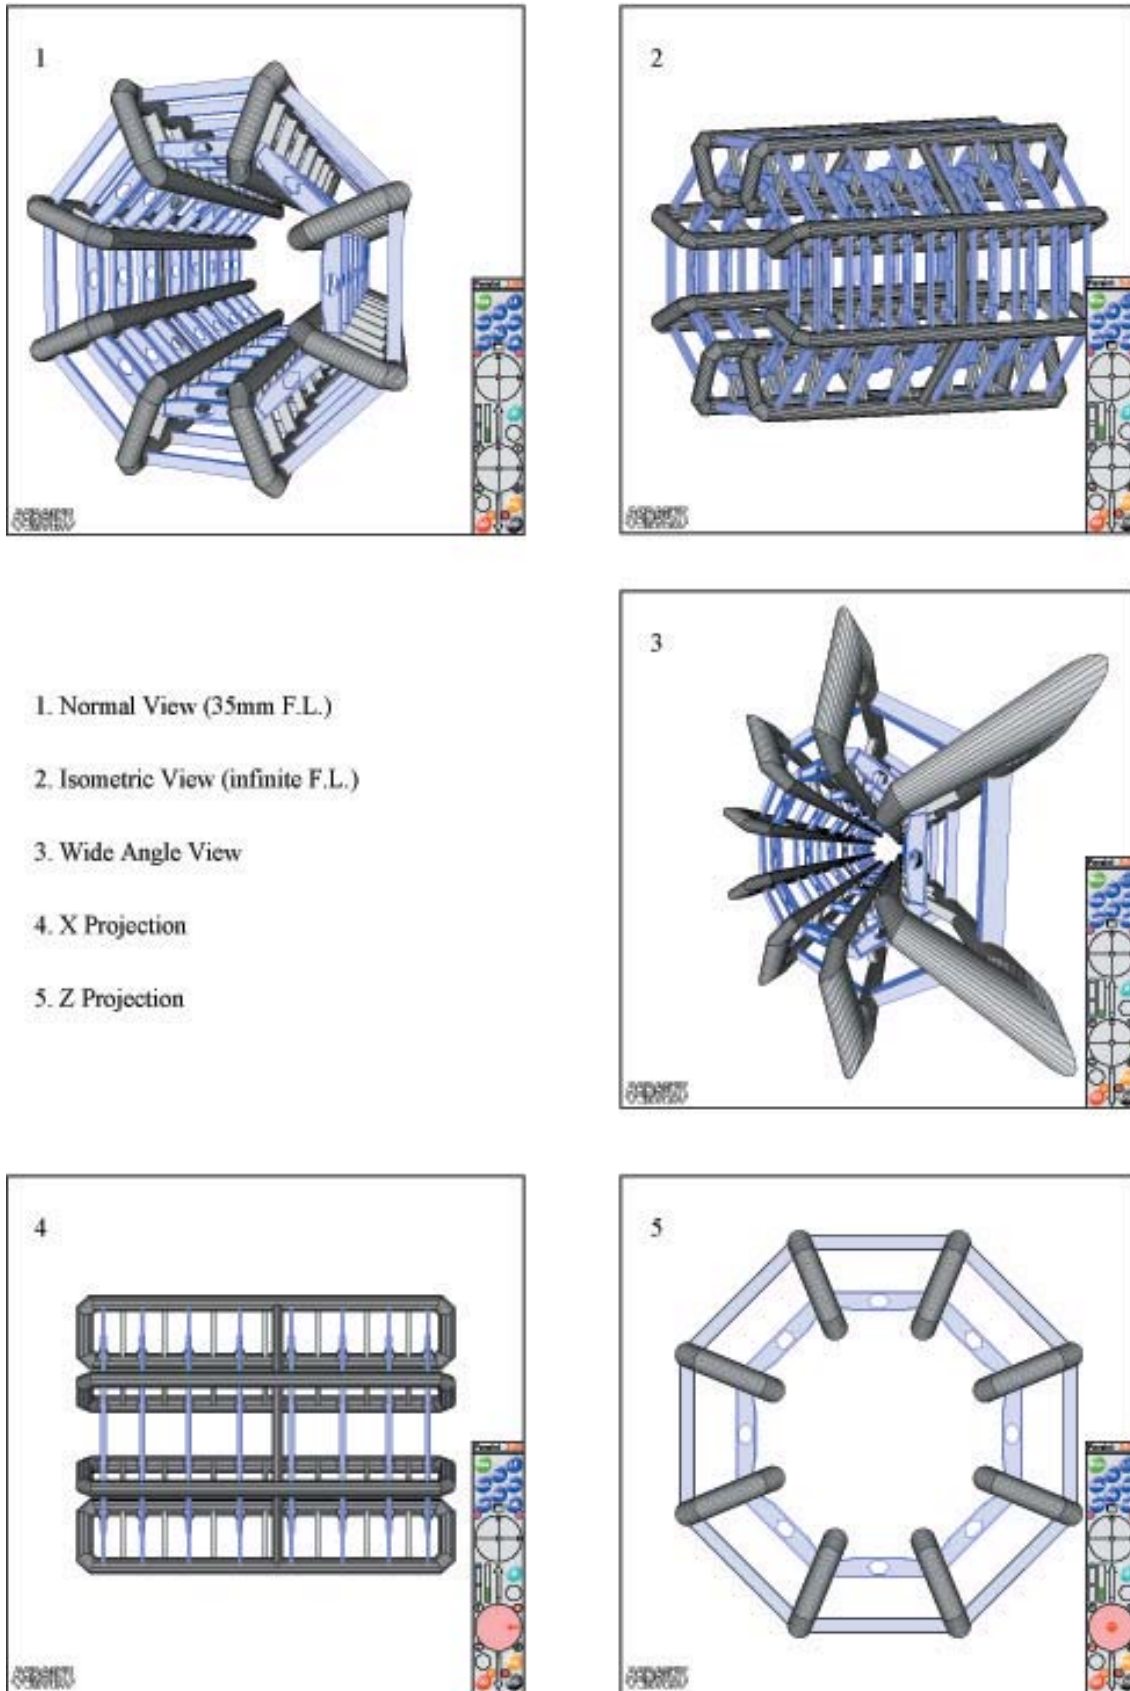 1
2
3
1. Normal View (35mm F.L.)
2. Isometric View (infinite F.L.)
3. Wide Angle View
4. X Projection
5. Z Projection
4
5